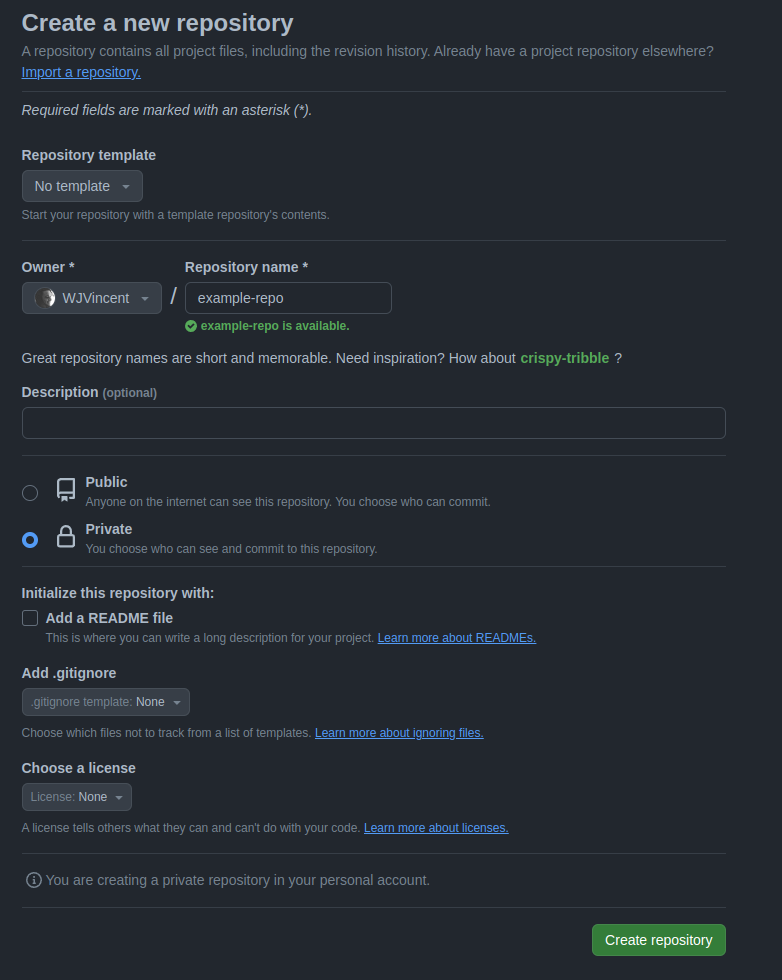 Create a new repository
A repository contains all project files, including the revision history. Already have a project repository elsewhere?
Import a repository.
Required fields are marked with an asterisk (*).
Repository template
No template
Start your repository with a template repository's contents.
Owner * Repository name *
WJVincent / example-repo
example-repo is available.
Great repository names are short and memorable. Need inspiration? How about crispy-tribble ?
Description (optional)
Public
Anyone on the internet can see this repository. You choose who can commit.
Private
You choose who can see and commit to this repository.
Initialize this repository with:
Add a README file
This is where you can write a long description for your project. Learn more about READMEs.
Add .gitignore
.gitignore template: None
Choose which files not to track from a list of templates. Learn more about ignoring files.
Choose a license
License: None
A license tells others what they can and can't do with your code. Learn more about licenses.
You are creating a private repository in your personal account.
Create repository